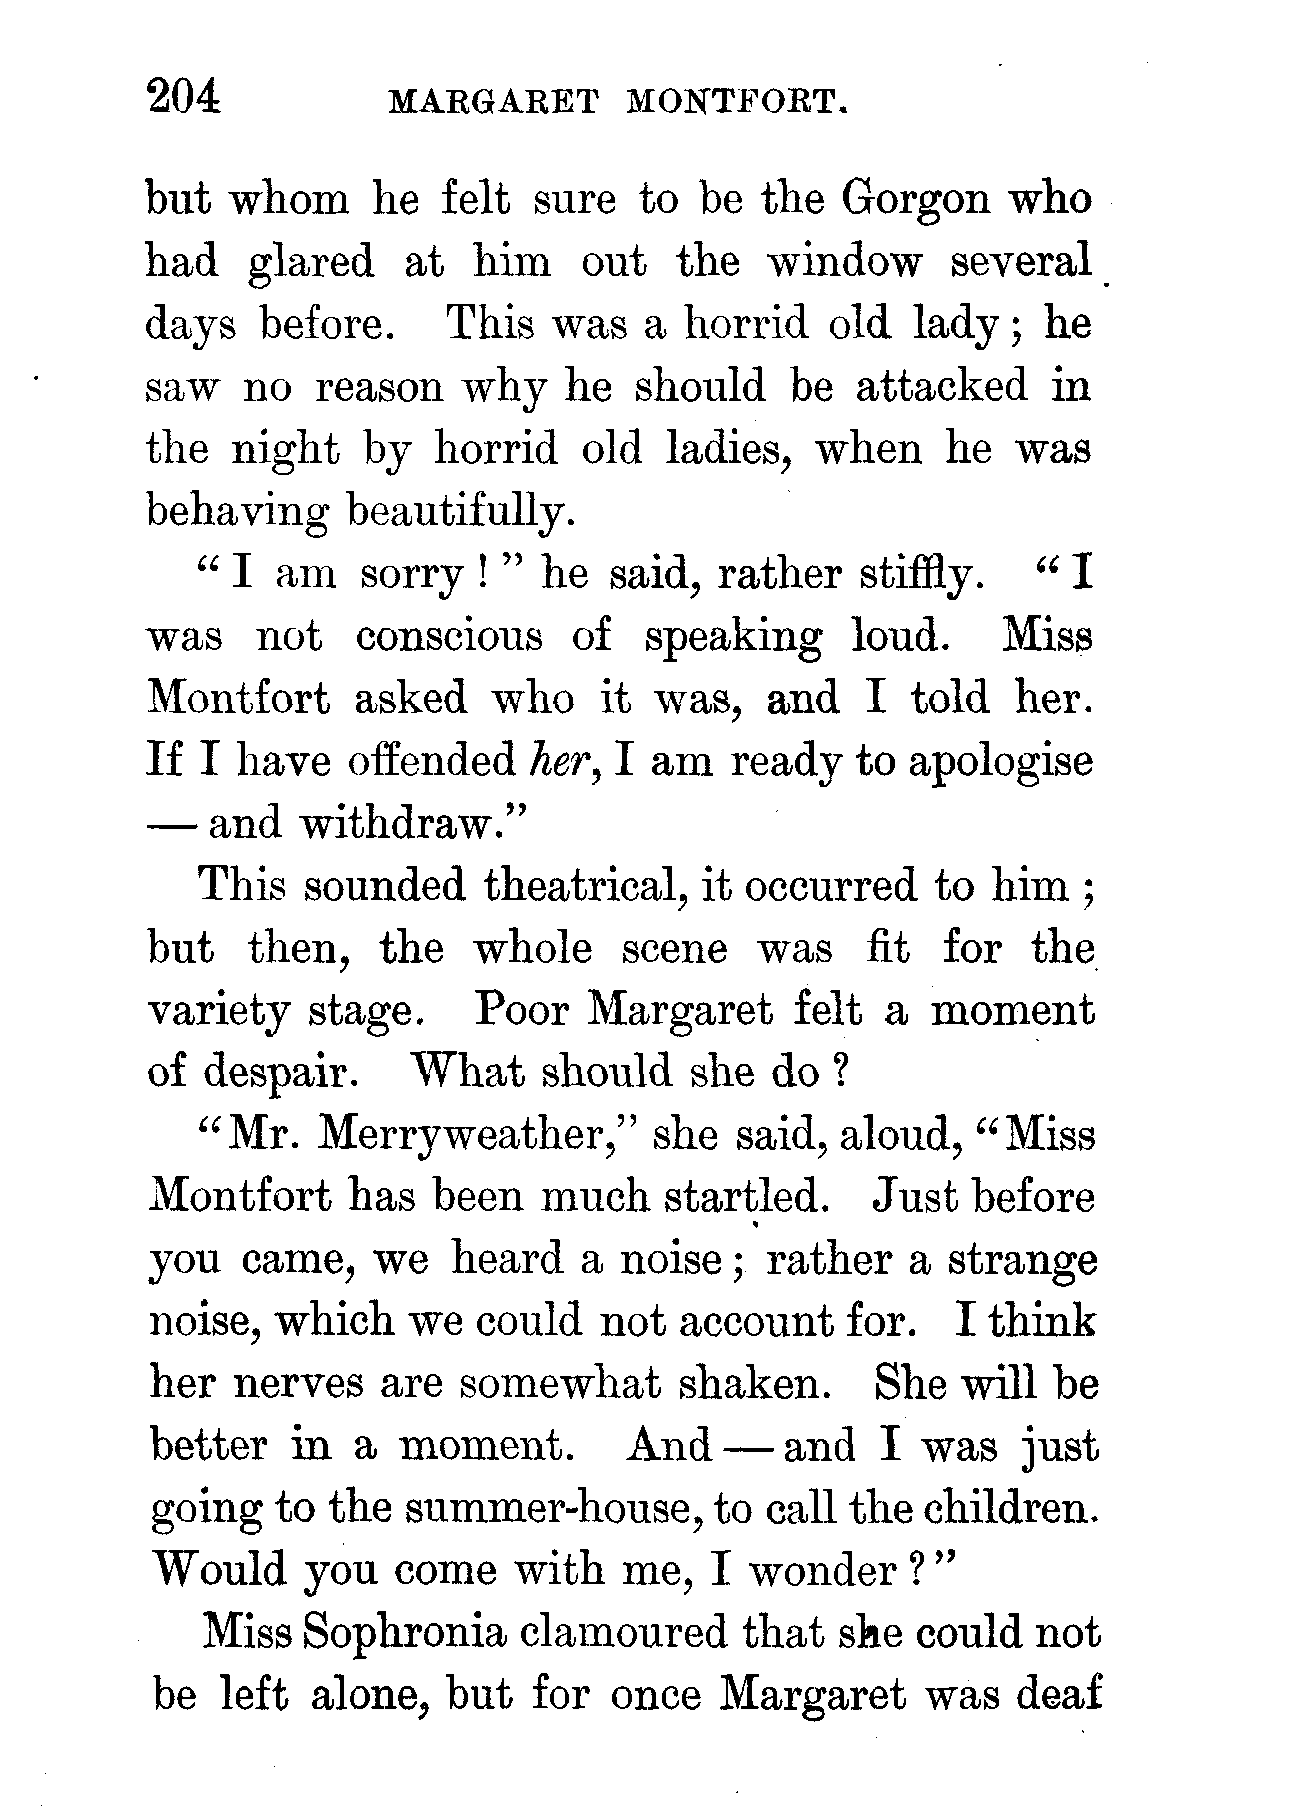 204 MARGARET MONTFORT.
but whom he felt sure to be the Gorgon who
had glared at him out the window several
days before. This was a horrid old lady; he
saw no reason why he should be attacked in
the night by horrid old ladies, when he was
behaving beautifully.
"I am sorry!" he said, rather stiffly. "I
was not conscious of speaking loud. Miss
Montfort asked who it was, and I told her.
If I have offended her, I am ready to apologise
— and withdraw."
This sounded theatrical, it occurred to him;
but then, the whole scene was fit for the
variety stage. Poor Margaret felt a moment
of despair. What should she do?
"Mr. Merryweather," she said, aloud, "Miss
Montfort has been much startled. Just before
you came, we heard a noise; rather a strange
noise, which we could not account for. I think
her nerves are somewhat shaken. She will be
better in a moment. And — and I was just
going to the summer-house, to call the children.
Would you come with me, I wonder?"
Miss Sophronia clamoured that she could not
be left alone, but for once Margaret was deaf